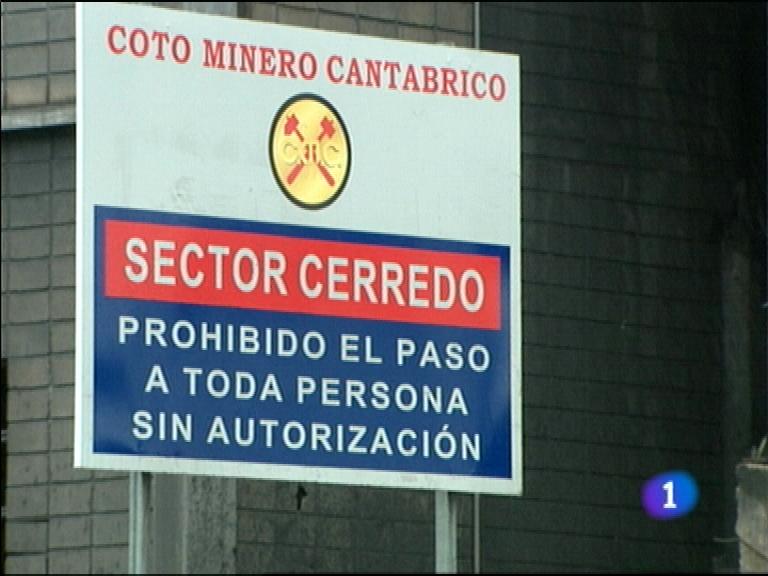 COTO MINERO CANTABRICO
C.M.C.
SECTOR CERREDO
PROHIBIDO EL PASO
A TODA PERSONA
SIN AUTORIZACIÓN
1